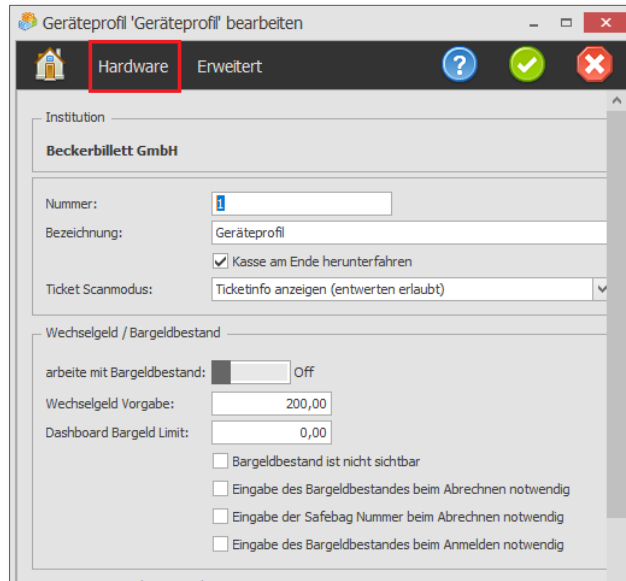 Geräteprofil 'Geräteprofil' bearbeiten
Hardware Erweitert
Institution
Beckerbillett GmbH
Nummer: 1
Bezeichnung: Geräteprofil
Kasse am Ende herunterfahren
Ticket Scanmodus: Ticketinfo anzeigen (entwerten erlaubt)
Wechselgeld / Bargeldbestand
arbeite mit Bargeldbestand: Off
Wechselgeld Vorgabe: 200,00
Dashboard Bargeld Limit: 0,00
Bargeldbestand ist nicht sichtbar
Eingabe des Bargeldbestandes beim Abrechnen notwendig
Eingabe der Safebag Nummer beim Abrechnen notwendig
Eingabe des Bargeldbestandes beim Anmelden notwendig